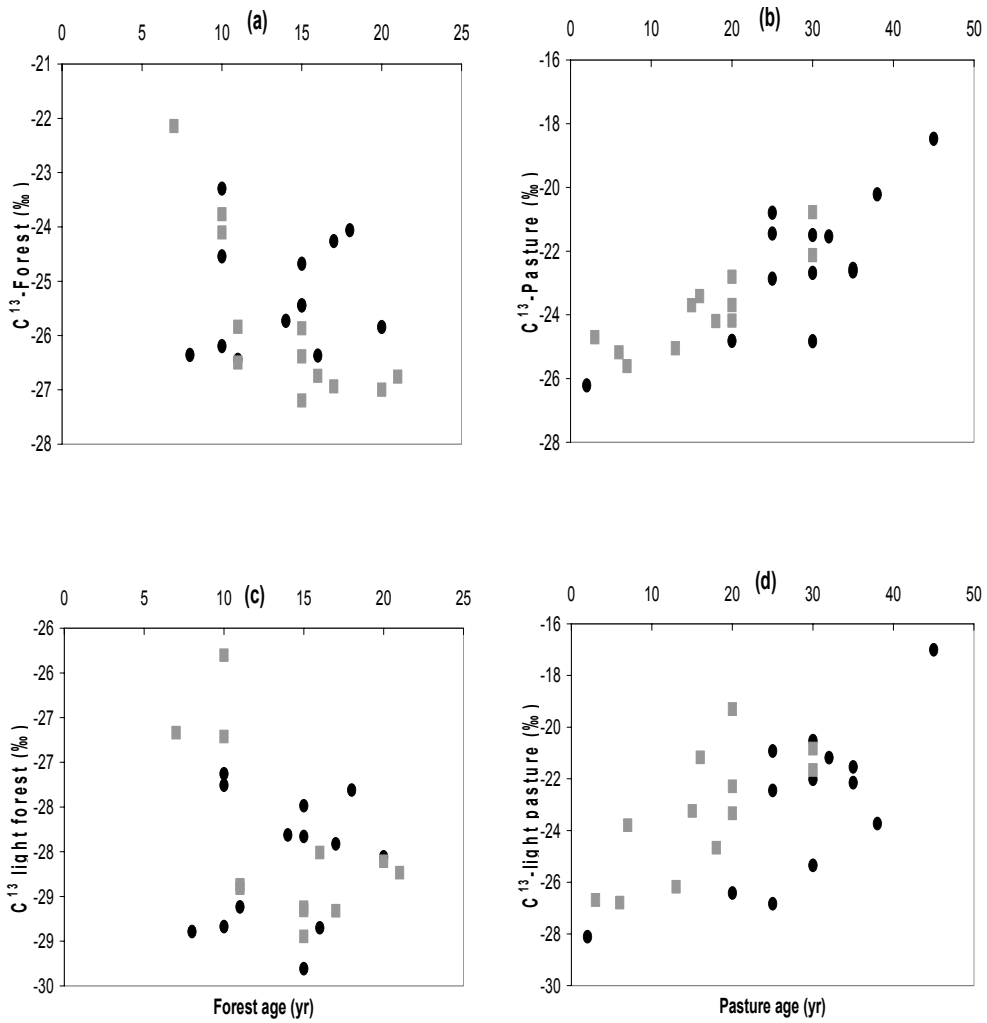 (a)
0 5 10 15 20 25
-21
-22
-23
-24
-25
-26
-27
-28
C 13-Forest (‰)
(b)
0 10 20 30 40 50
-16
-18
-20
-22
-24
-26
-28
C 13-Pasture (‰)
(c)
0 5 10 15 20 25
-26
-26
-27
-27
-28
-28
-29
-29
-30
C 13 light forest (‰)
Forest age (yr)
(d)
0 10 20 30 40 50
-16
-18
-20
-22
-24
-26
-28
-30
C 13-light pasture (‰)
Pasture age (yr)